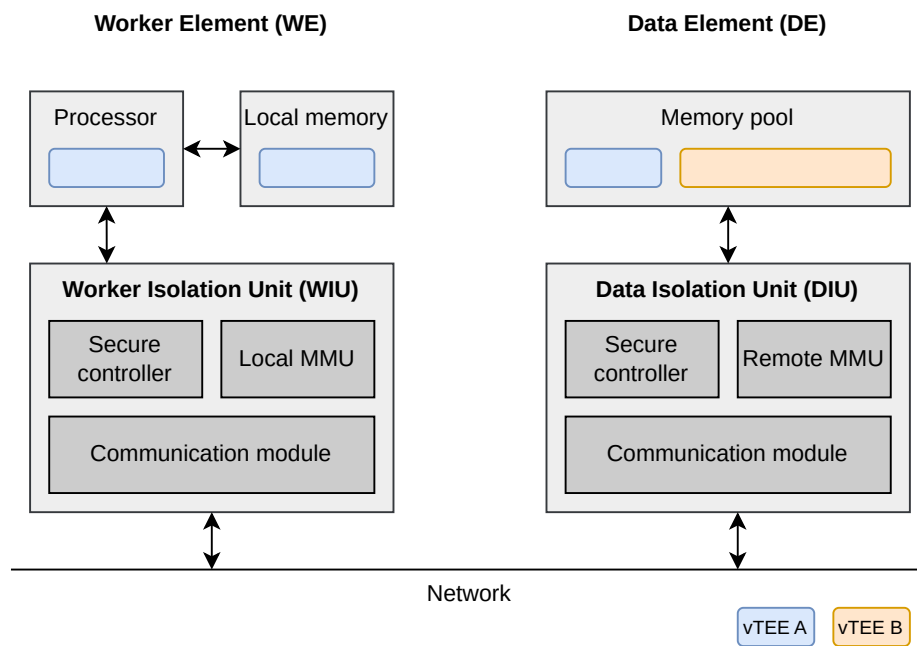 Worker Element (WE)
Data Element (DE)
Processor
Local memory
Memory pool
Worker Isolation Unit (WIU)
Secure
controller
Local MMU
Communication module
Data Isolation Unit (DIU)
Secure
controller
Remote MMU
Communication module
Network
vTEE A
vTEE B